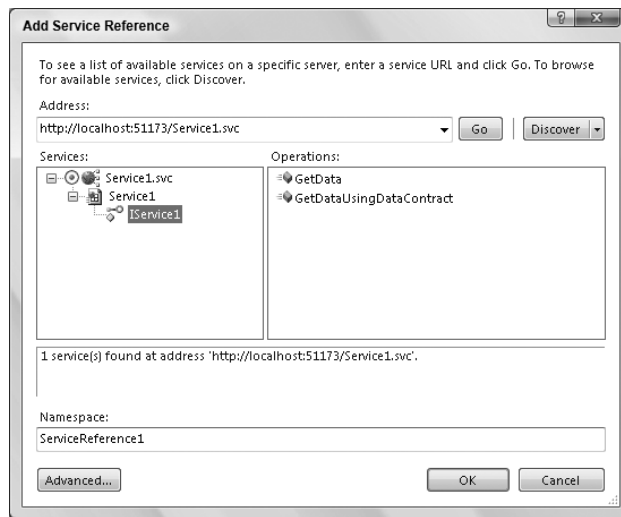 Add Service Reference
To see a list of available services on a specific server, enter a service URL and click Go. To browse
for available services, click Discover.
Address:
http://localhost:51173/Service1.svc
Go
Discover
Services:
Operations:
Service1.svc
Service1
IService1
GetData
GetDataUsingDataContract
1 service(s) found at address 'http://localhost:51173/Service1.svc'.
Namespace:
ServiceReference1
Advanced...
OK
Cancel